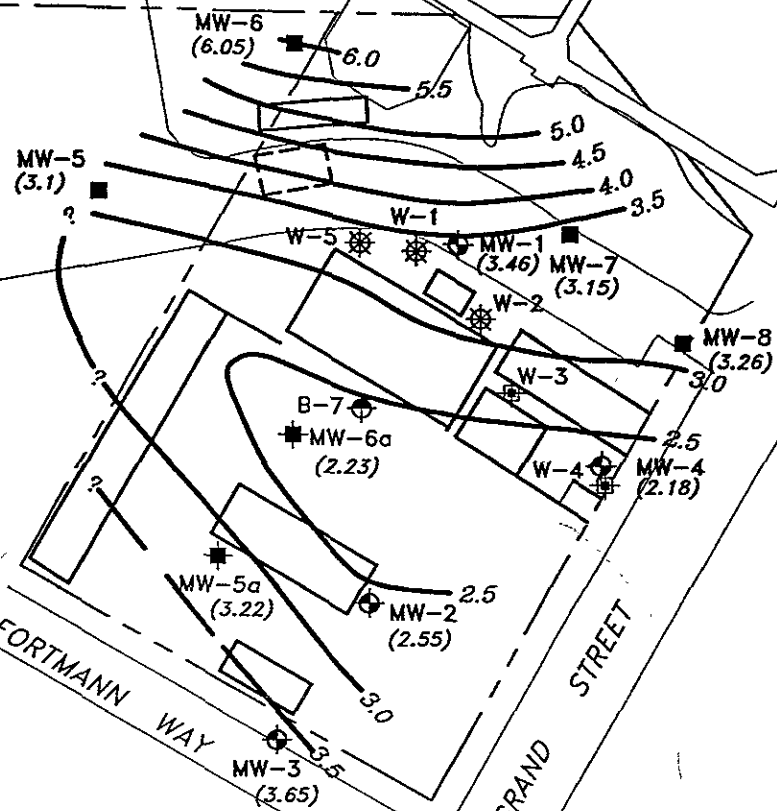 MW-6
(6.05)
6.0
5.5
5.0
4.5
4.0
3.5
MW-5
(3.1)
?
W-1
W-5
MW-1
(3.46)
MW-7
(3.15)
W-2
MW-8
(3.26)
3.0
?
W-3
B-7
MW-6a
(2.23)
2.5
W-4
MW-4
(2.18)
?
MW-5a
(3.22)
2.5
MW-2
(2.55)
3.0
3.5
MW-3
(3.65)
FORTMANN WAY
GRAND STREET